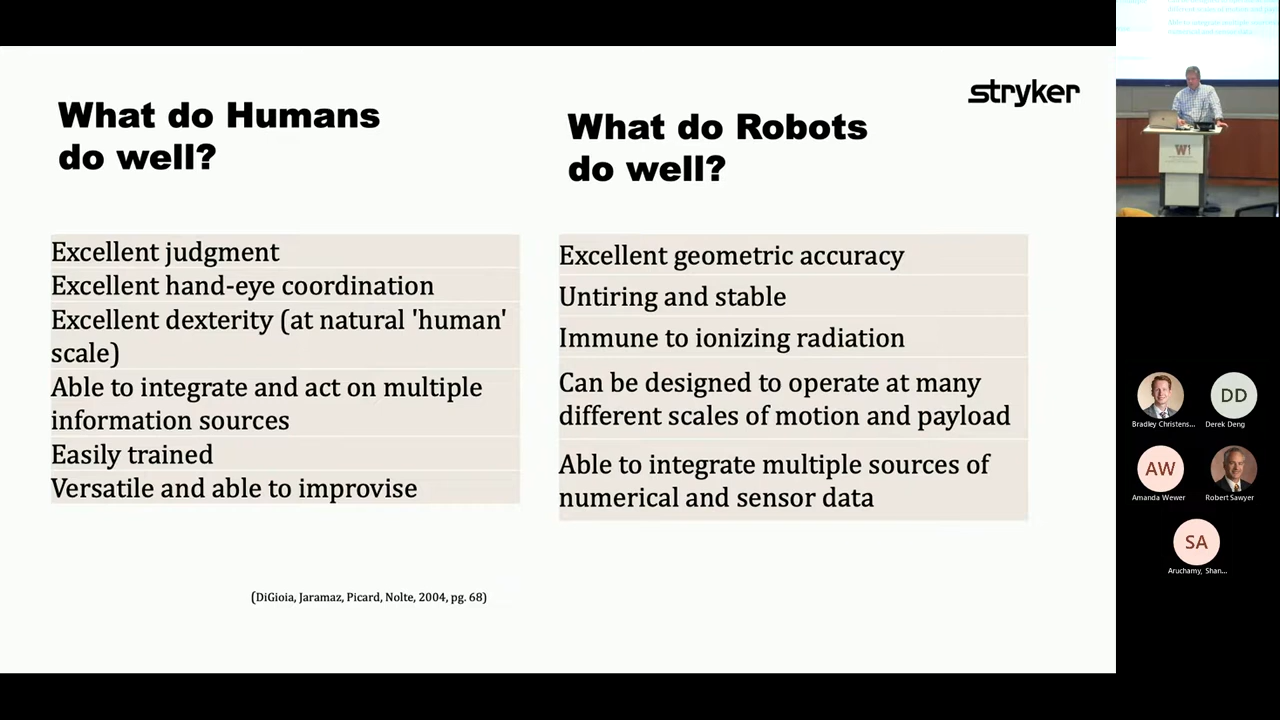 stryker
What do Humans
do well?
Excellent judgment
Excellent hand-eye coordination
Excellent dexterity (at natural 'human'
scale)
Able to integrate and act on multiple
information sources
Easily trained
Versatile and able to improvise
What do Robots
do well?
Excellent geometric accuracy
Untiring and stable
Immune to ionizing radiation
Can be designed to operate at many
different scales of motion and payload
Able to integrate multiple sources of
numerical and sensor data
(DiGioia, Jaramaz, Picard, Nolte, 2004, pg. 68)
W
Bradley Christens...
DD
Derek Deng
AW
Amanda Wewer
Robert Sawyer
SA
Aruchamy, Shan...